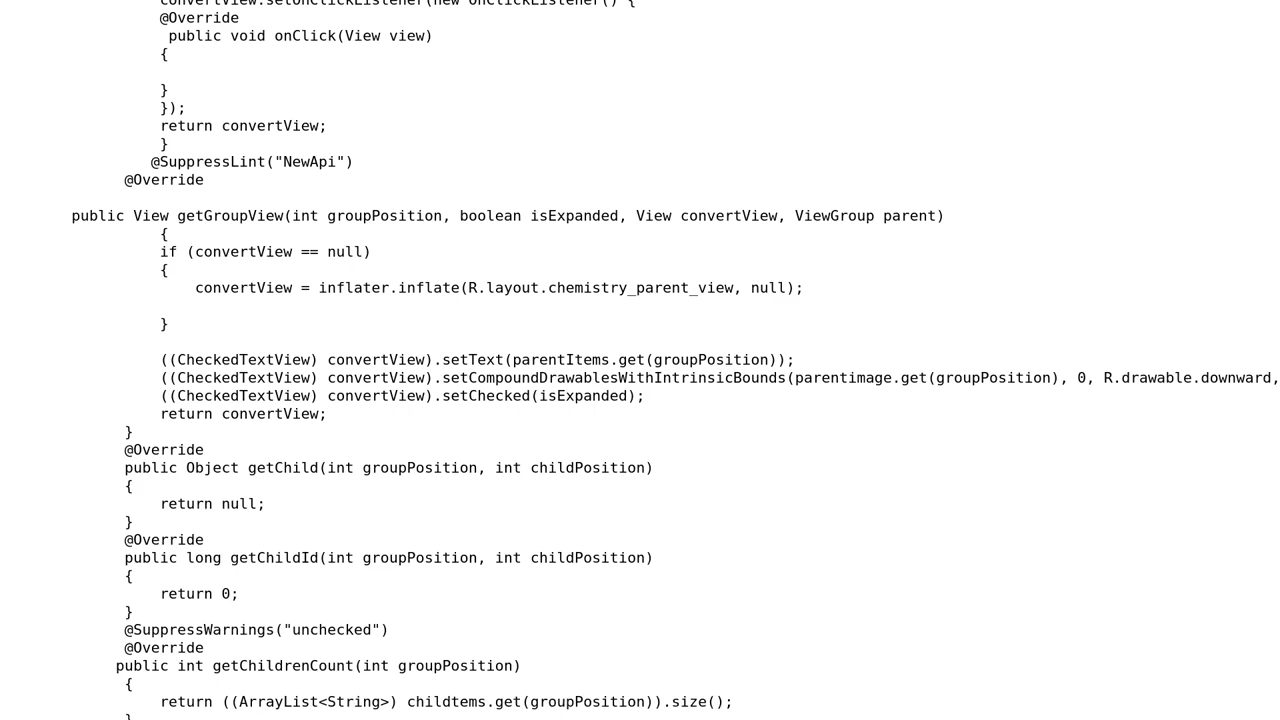 convertView.setOnClickListener(new OnClickListener() {
@Override
public void onClick(View view)
{
}
});
return convertView;
}
@SuppressLint("NewApi")
@Override
public View getGroupView(int groupPosition, boolean isExpanded, View convertView, ViewGroup parent)
{
if (convertView == null)
{
convertView = inflater.inflate(R.layout.chemistry_parent_view, null);
}
((CheckedTextView) convertView).setText(parentItems.get(groupPosition));
((CheckedTextView) convertView).setCompoundDrawablesWithIntrinsicBounds(parentimage.get(groupPosition), 0, R.drawable.downward,
((CheckedTextView) convertView).setChecked(isExpanded);
return convertView;
}
@Override
public Object getChild(int groupPosition, int childPosition)
{
return null;
}
@Override
public long getChildId(int groupPosition, int childPosition)
{
return 0;
}
@SuppressWarnings("unchecked")
@Override
public int getChildrenCount(int groupPosition)
{
return ((ArrayList<String>) childtems.get(groupPosition)).size();
}